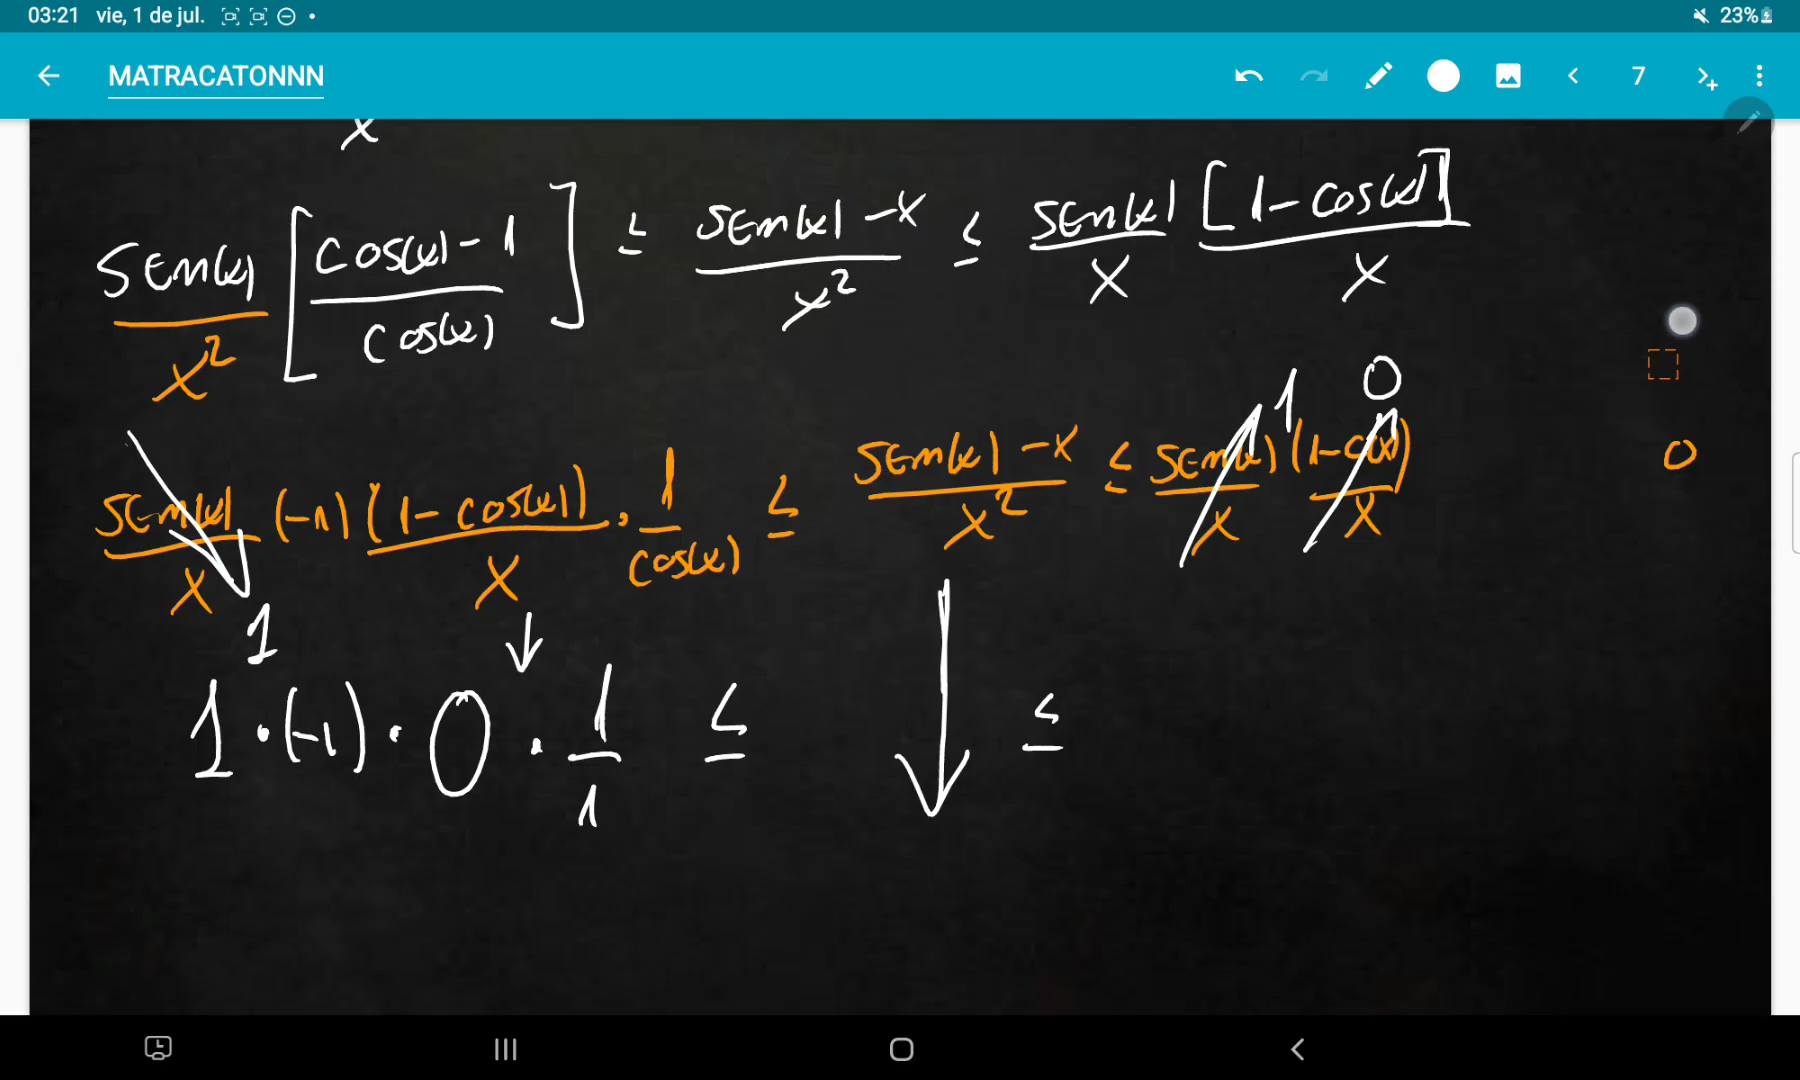 03:21 vie, 1 de jul. 23%
MATRACATONNN 7
x
sen(x)/x² [(cos(x) - 1)/cos(x)] ≤ (sen(x) - x)/x² ≤ sen(x)/x [1 - cos(x)]/x
1 0
sen(x)/x (-1) (1 - cos(x))/x · 1/cos(x) ≤ (sen(x) - x)/x² ≤ sen(x)/x (1 - c(x))/x 0
1
1 · (-1) · 0 · 1/1 ≤ ≤